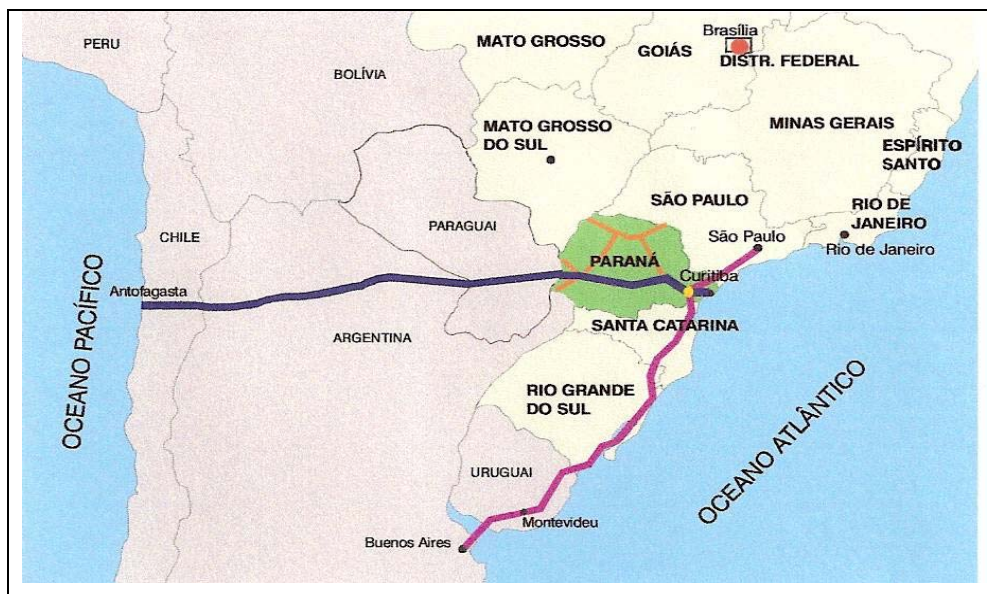 PERU
BOLÍVIA
MATO GROSSO
GOIÁS
Brasília
DISTR. FEDERAL
MATO GROSSO
DO SUL
MINAS GERAIS
ESPÍRITO
SANTO
SÃO PAULO
RIO DE
JANEIRO
São Paulo
Rio de Janeiro
PARAGUAI
CHILE
PARANÁ
Curitiba
Antofagasta
SANTA CATARINA
ARGENTINA
OCEANO PACÍFICO
RIO GRANDE
DO SUL
OCEANO ATLÂNTICO
URUGUAI
Montevideu
Buenos Aires